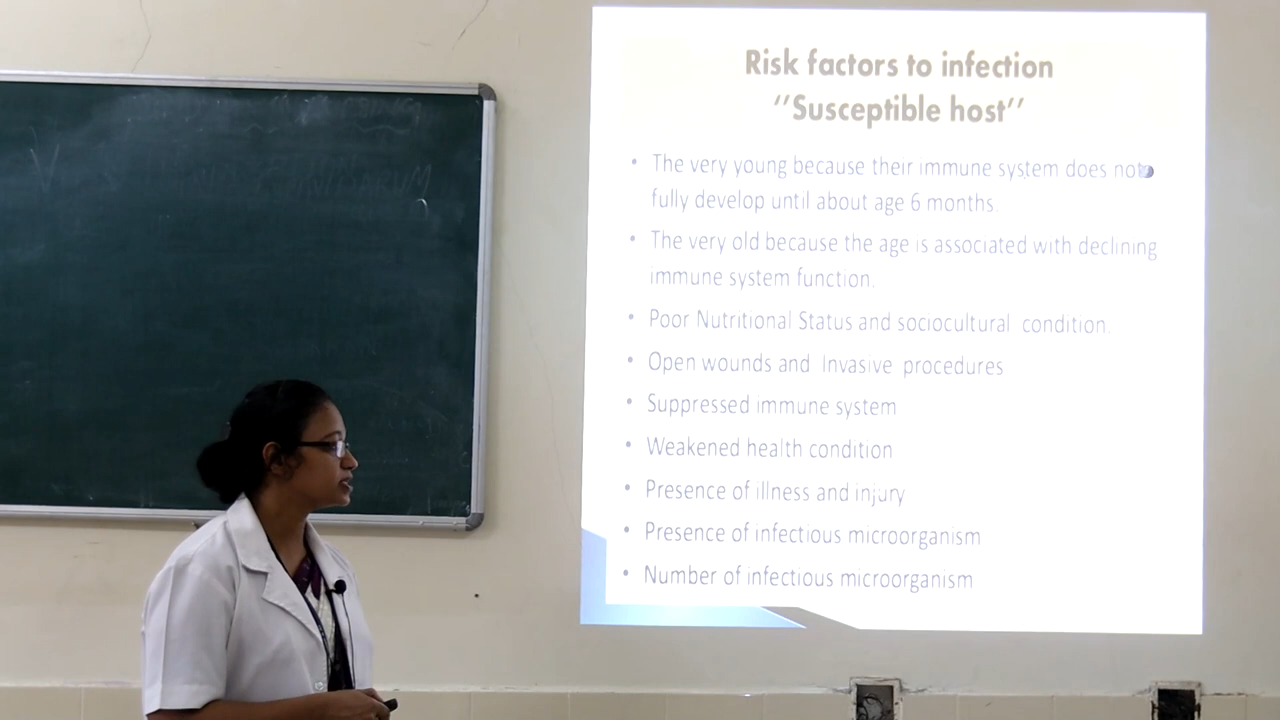 Risk factors to infection
‘‘Susceptible host’’
• The very young because their immune system does not
fully develop until about age 6 months.
• The very old because the age is associated with declining
immune system function.
• Poor Nutritional Status and sociocultural condition.
• Open wounds and Invasive procedures
• Suppressed immune system
• Weakened health condition
• Presence of illness and injury
• Presence of infectious microorganism
• Number of infectious microorganism